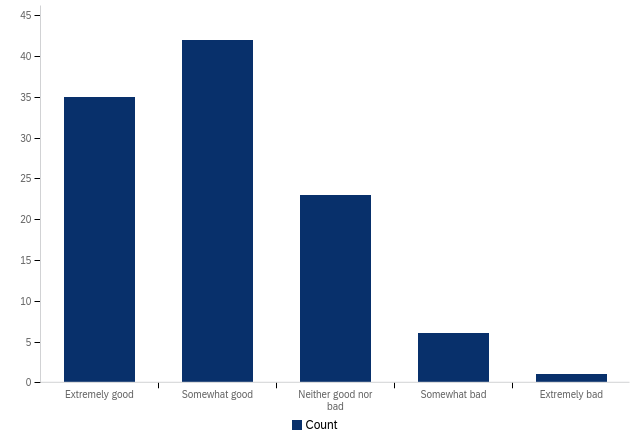 45
40
35
30
25
20
15
10
5
0
Extremely good
Somewhat good
Neither good nor
bad
Somewhat bad
Extremely bad
Count